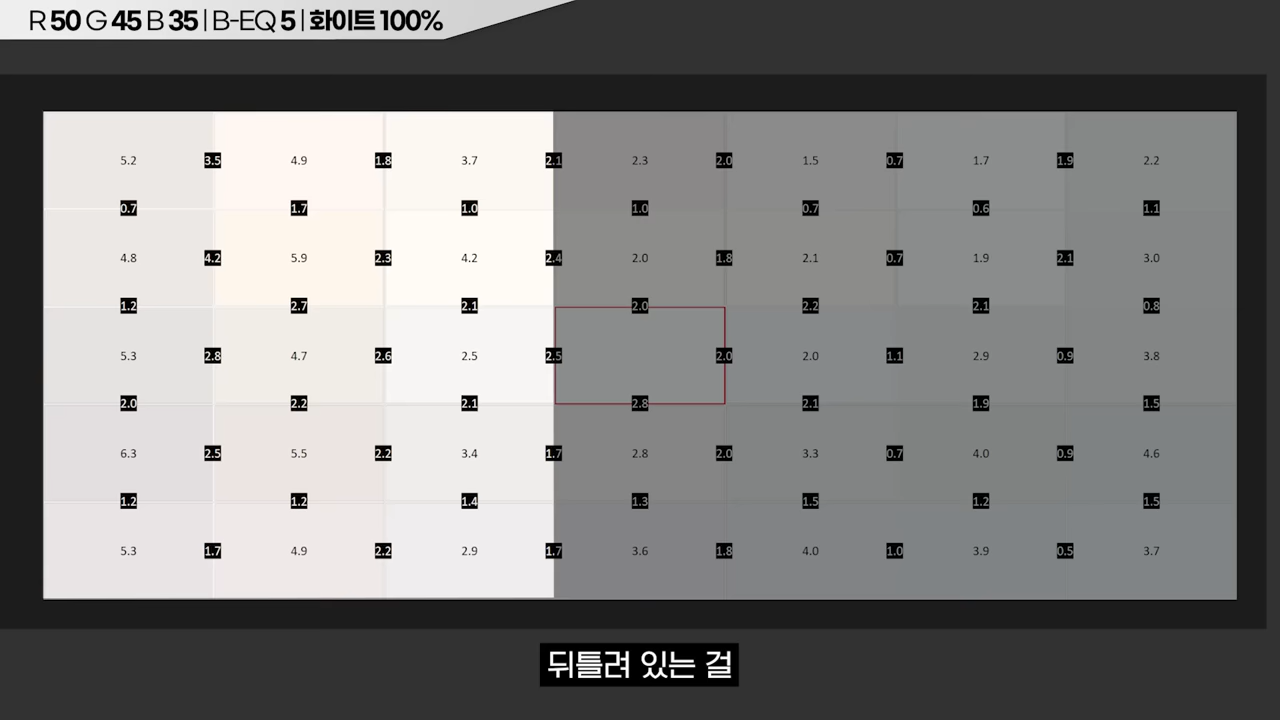 R 50 G 45 B 35 | B-EQ 5 | 화이트 100%
5.2 3.5 4.9 1.8 3.7 2.1 2.3 2.0 1.5 0.7 1.7 1.9 2.2
0.7 1.7 1.0 1.0 0.7 0.6 1.1
4.8 4.2 5.9 2.3 4.2 2.4 2.0 1.8 2.1 0.7 1.9 2.1 3.0
1.2 2.7 2.1 2.0 2.2 2.1 0.8
5.3 2.8 4.7 2.6 2.5 2.5 2.0 2.0 1.1 2.9 0.9 3.8
2.0 2.2 2.1 2.8 2.1 1.9 1.5
6.3 2.5 5.5 2.2 3.4 1.7 2.8 2.0 3.3 0.7 4.0 0.9 4.6
1.2 1.2 1.4 1.3 1.5 1.2 1.5
5.3 1.7 4.9 2.2 2.9 1.7 3.6 1.8 4.0 1.0 3.9 0.5 3.7
뒤틀려 있는 걸